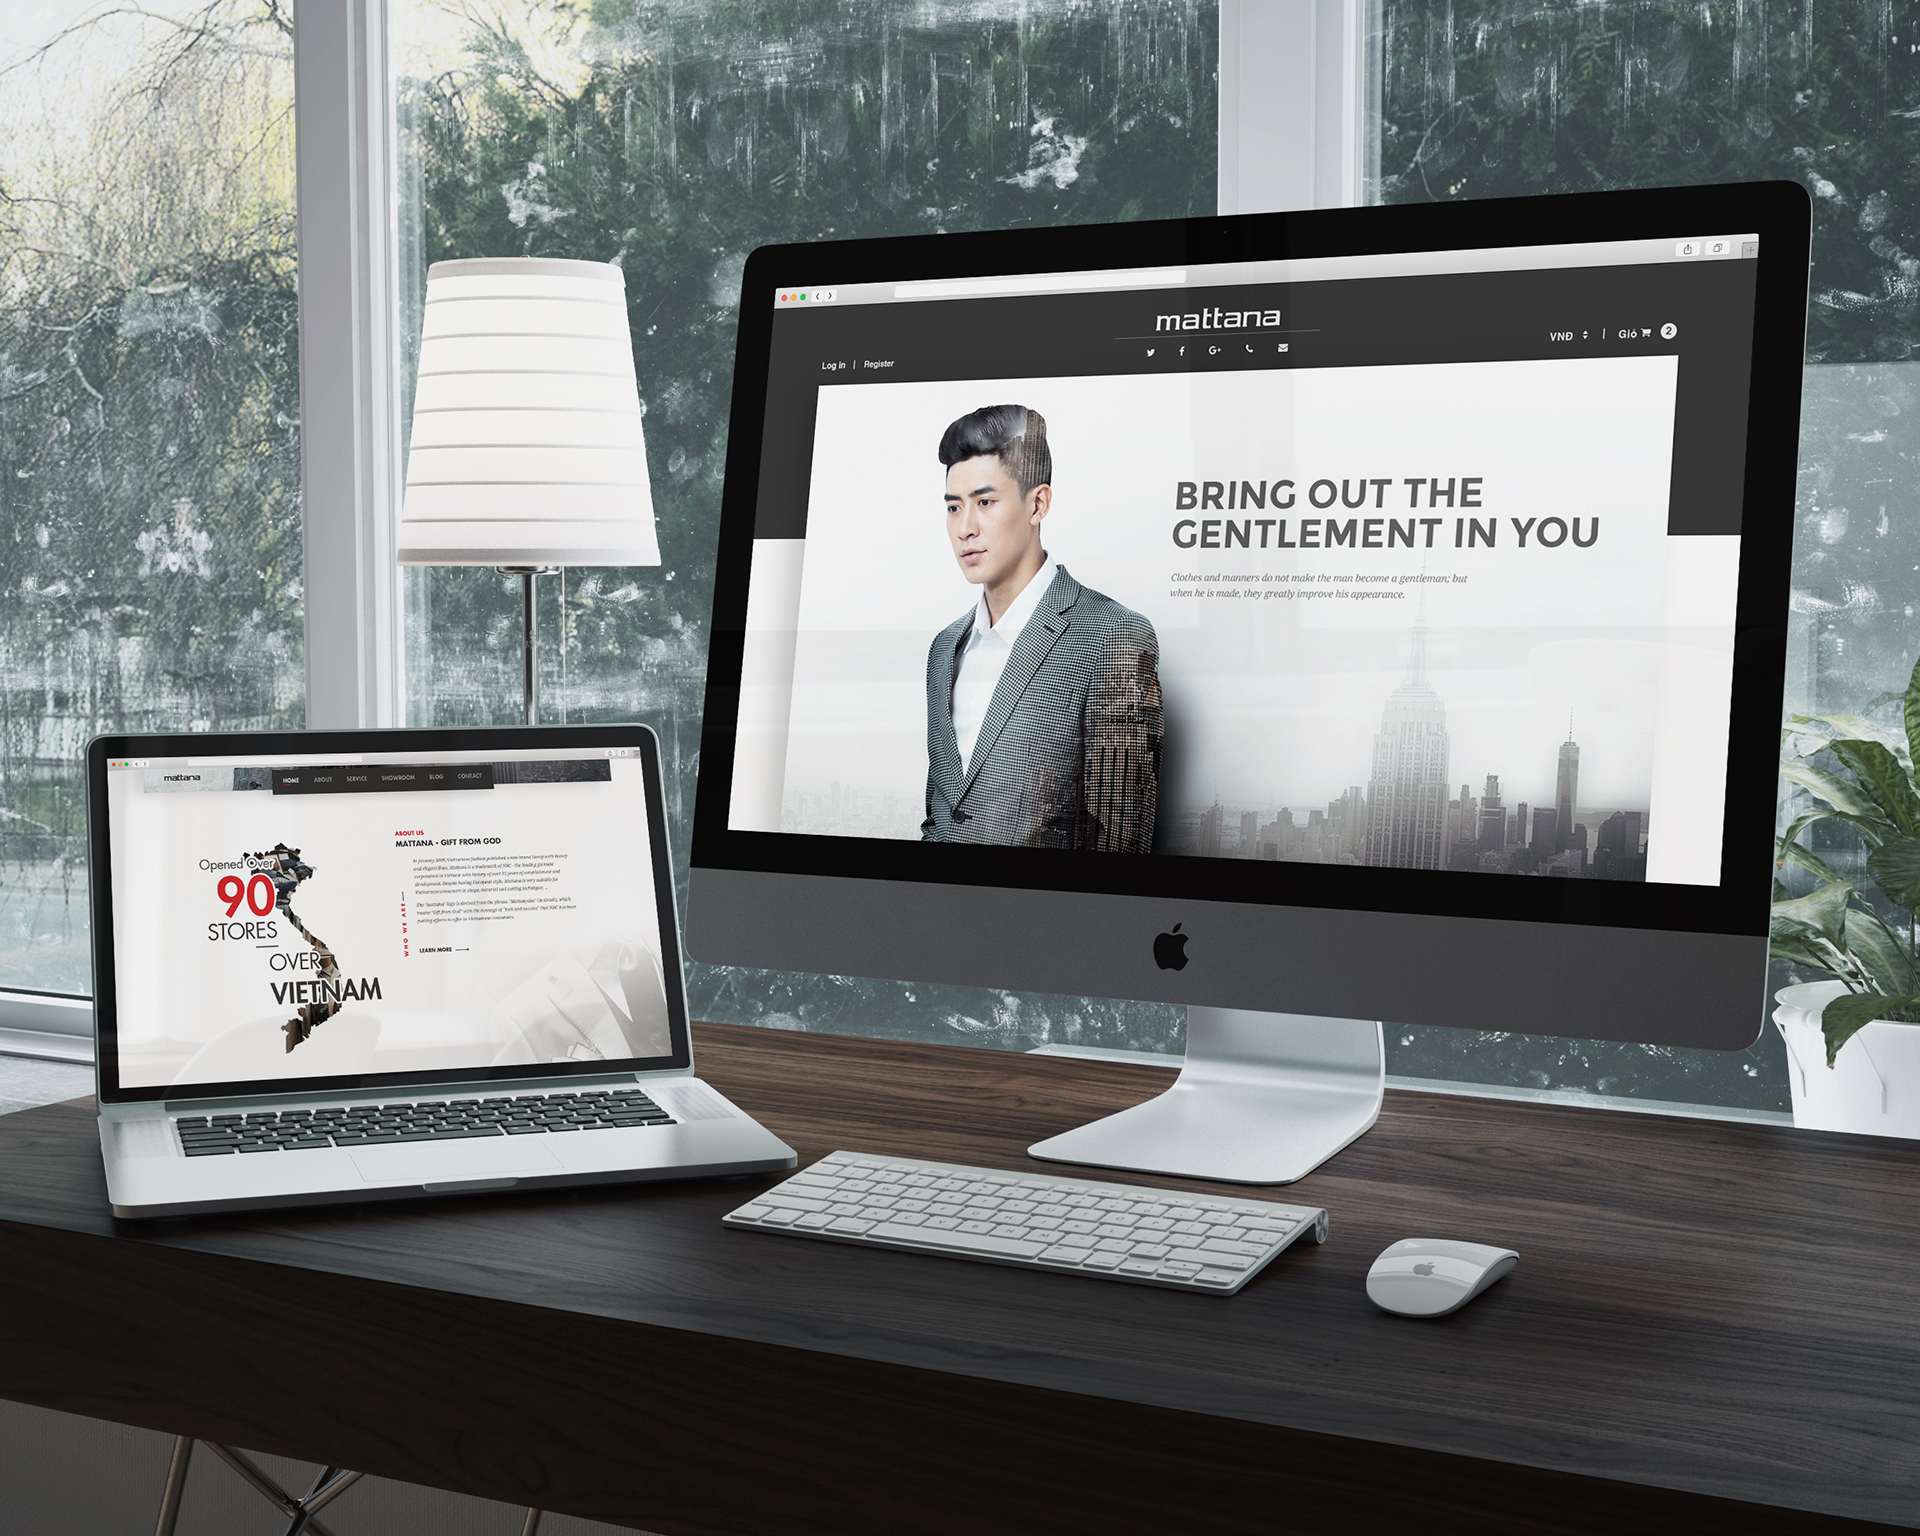 mattana
VNĐ | Giỏ 2
Log in | Register
BRING OUT THE
GENTLEMENT IN YOU
Clothes and manners do not make the man become a gentleman; but
when he is made, they greatly improve his appearance.
mattana
HOME ABOUT SERVICE SHOWROOM BLOG CONTACT
Opened Over
90
STORES
OVER
VIETNAM
ABOUT US
MATTANA - GIFT FROM GOD
WHO WE ARE
LEARN MORE